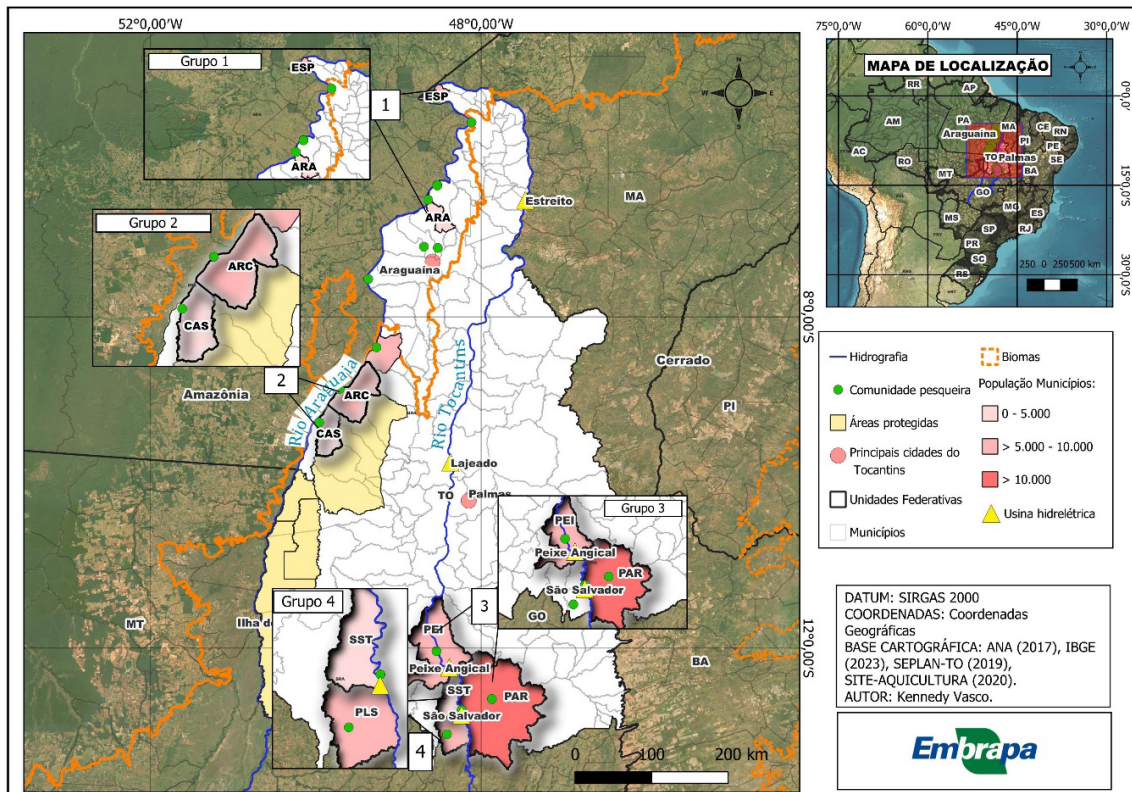 52°0,00'W
48°0,00'W
Grupo 1
ESP
ARA
1
ESP
MA
Estreito
ARA
Araguaína
Grupo 2
ARC
CAS
8°0,00'S
Cerrado
Amazônia
2
Rio Araguaia
ARC
CAS
Rio Tocantins
PI
Lajeado
TO
Palmas
Grupo 3
PEI
Peixe Angical
PAR
São Salvador
GO
MT
Ilha do
Grupo 4
SST
PLS
3
PEI
Peixe Angical
SST
PAR
São Salvador
4
12°0,00'S
BA
0 100 200 km
75°0,00'W 60°0,00'W 45°0,00'W 30°0,00'W
MAPA DE LOCALIZAÇÃO
N
W E
S
RR
AP
AM
PA
MA
CE
RN
Araguaína
PI
PE
AC
TO
Palmas
SE
RO
MT
BA
GO
MG
MS
ES
SP
RJ
PR
SC
RS
250 0 250 500 km
0°0,0'S
15°0,0'S
30°0,0'S
Hidrografia
Comunidade pesqueira
Áreas protegidas
Principais cidades do
Tocantins
Unidades Federativas
Municípios
Biomas
População Municípios:
0 - 5.000
> 5.000 - 10.000
> 10.000
Usina hidrelétrica
DATUM: SIRGAS 2000
COORDENADAS: Coordenadas
Geográficas
BASE CARTOGRÁFICA: ANA (2017), IBGE
(2023), SEPLAN-TO (2019),
SITE-AQUICULTURA (2020).
AUTOR: Kennedy Vasco.
Embrapa